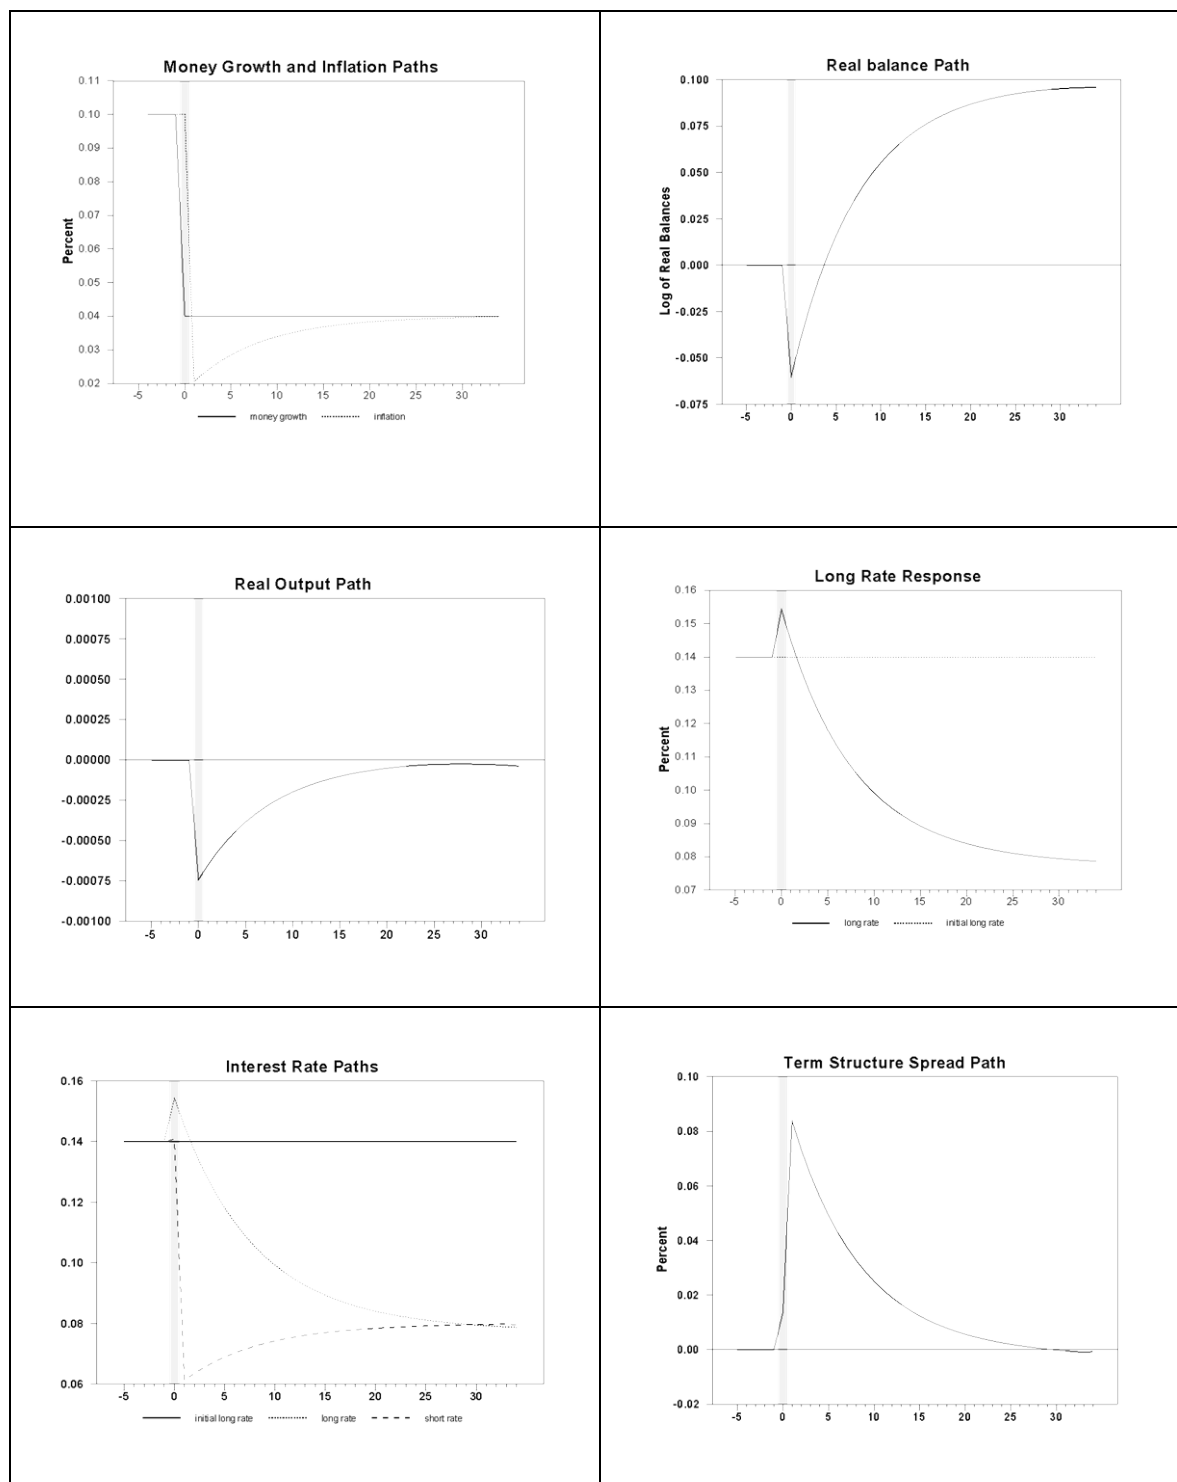 Money Growth and Inflation Paths
Percent
0.11
0.10
0.09
0.08
0.07
0.06
0.05
0.04
0.03
0.02
-5 0 5 10 15 20 25 30
money growth inflation
Real balance Path
Log of Real Balances
0.100
0.075
0.050
0.025
0.000
-0.025
-0.050
-0.075
-5 0 5 10 15 20 25 30
Real Output Path
0.00100
0.00075
0.00050
0.00025
0.00000
-0.00025
-0.00050
-0.00075
-0.00100
-5 0 5 10 15 20 25 30
Long Rate Response
Percent
0.16
0.15
0.14
0.13
0.12
0.11
0.10
0.09
0.08
0.07
-5 0 5 10 15 20 25 30
long rate initial long rate
Interest Rate Paths
0.16
0.14
0.12
0.10
0.08
0.06
-5 0 5 10 15 20 25 30
initial long rate long rate short rate
Term Structure Spread Path
Percent
0.10
0.08
0.06
0.04
0.02
0.00
-0.02
-5 0 5 10 15 20 25 30